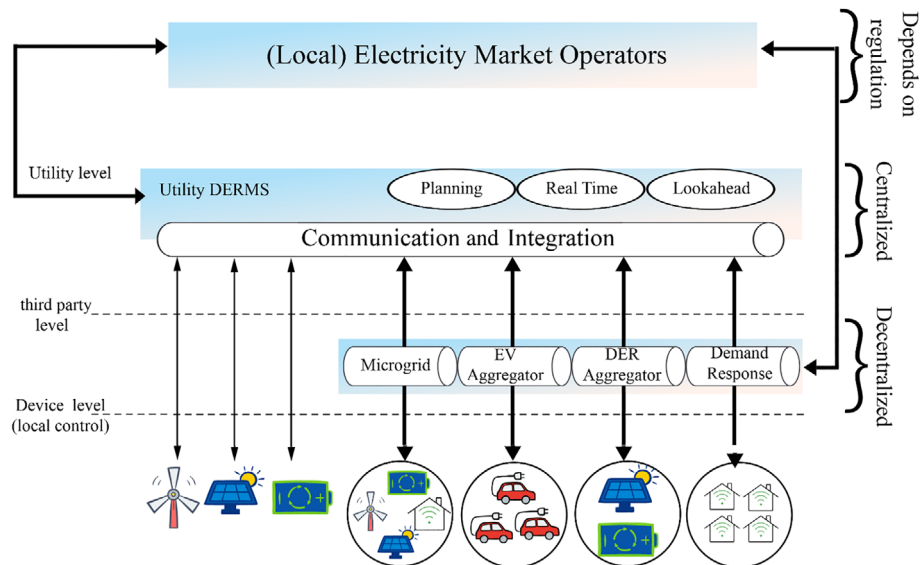 (Local) Electricity Market Operators
Depends on
regulation
Utility level
Utility DERMS
Planning
Real Time
Lookahead
Centralized
Communication and Integration
third party
level
Microgrid
EV
Aggregator
DER
Aggregator
Demand
Response
Decentralized
Device level
(local control)